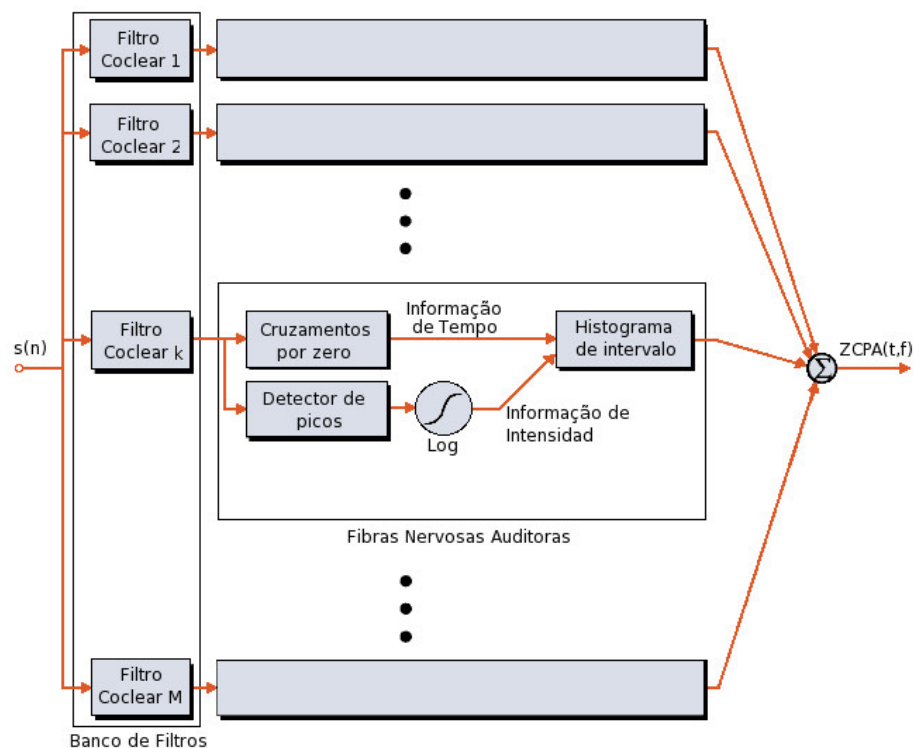 Filtro
Coclear 1
Filtro
Coclear 2
s(n)
Filtro
Coclear k
Cruzamentos
por zero
Informação
de Tempo
Histograma
de intervalo
Detector de
picos
Log
Informação de
Intensidad
Σ
ZCPA(t,f)
Fibras Nervosas Auditoras
Filtro
Coclear M
Banco de Filtros